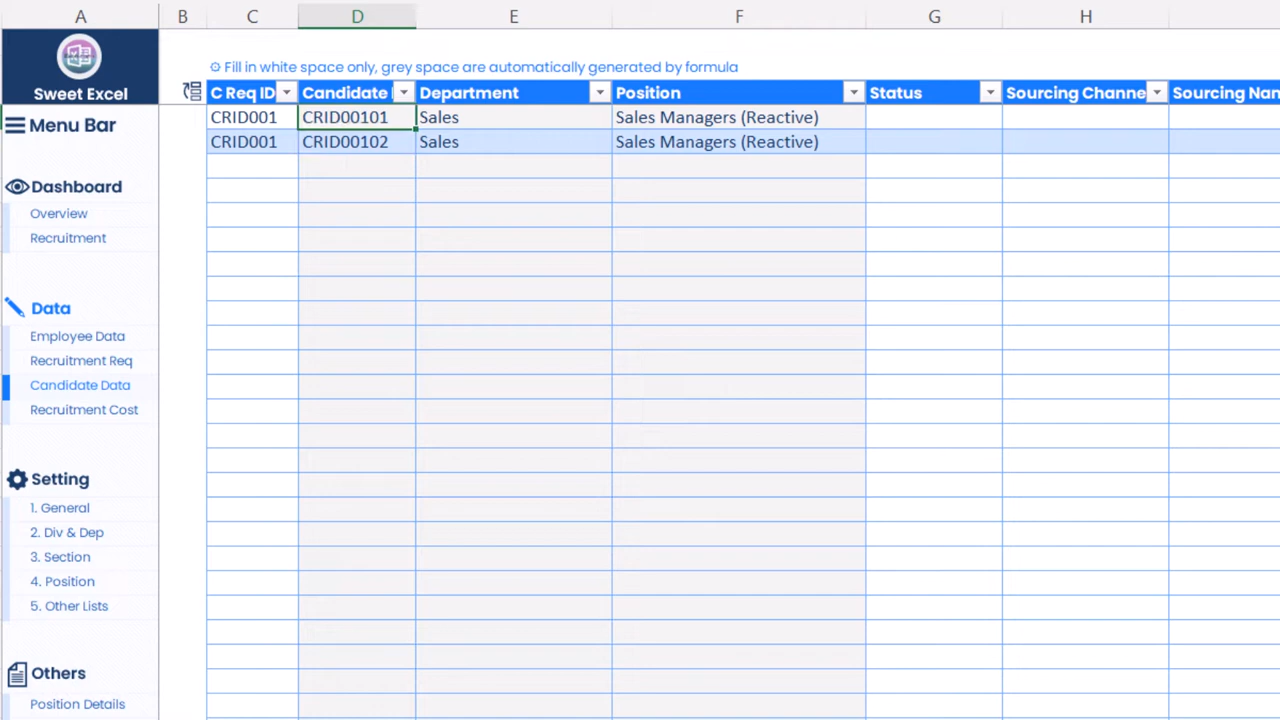 A B C D E F G H
Sweet Excel
Menu Bar
Dashboard
Overview
Recruitment
Data
Employee Data
Recruitment Req
Candidate Data
Recruitment Cost
Setting
1. General
2. Div & Dep
3. Section
4. Position
5. Other Lists
Others
Position Details
Fill in white space only, grey space are automatically generated by formula
C Req ID Candidate Department Position Status Sourcing Channe Sourcing Nan
CRID001 CRID00101 Sales Sales Managers (Reactive)
CRID001 CRID00102 Sales Sales Managers (Reactive)